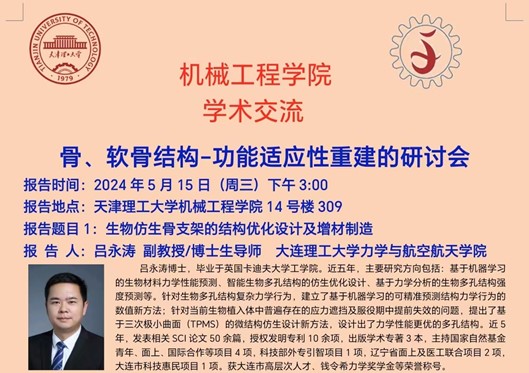 TIANJIN UNIVERSITY OF TECHNOLOGY
天津理工大学
·1979·
机械工程学院
学术交流
骨、软骨结构-功能适应性重建的研讨会
报告时间：2024 年 5 月 15 日（周三）下午 3:00
报告地点：天津理工大学机械工程学院 14 号楼 309
报告题目 1：生物仿生骨支架的结构优化设计及增材制造
报 告 人：吕永涛 副教授/博士生导师 大连理工大学力学与航空航天学院
吕永涛博士，毕业于英国卡迪夫大学工学院。近五年，主要研究方向包括：基于机器学习
的生物材料力学性能预测、智能生物多孔结构的仿生优化设计、基于力学分析的生物多孔结构强
度预测等。针对生物多孔结构复杂力学行为，建立了基于机器学习的可精准预测结构力学行为的
数值新方法；针对当前生物植入体中普遍存在的应力遮挡及服役期中提前失效的问题，提出了基
于三次极小曲面（TPMS）的微结构仿生设计新方法，设计出了力学性能更优的多孔结构。近 5
年，发表相关 SCI 论文 50 余篇，授权发明专利 10 余项，出版学术专著 3 本，主持国家自然基金
青年、面上、国际合作等项目 4 项，科技部外专引智项目 1 项，辽宁省面上及医工联合项目 2 项，
大连市科技惠民项目 1 项。获大连市高层次人才、钱令希力学奖学金等荣誉称号。